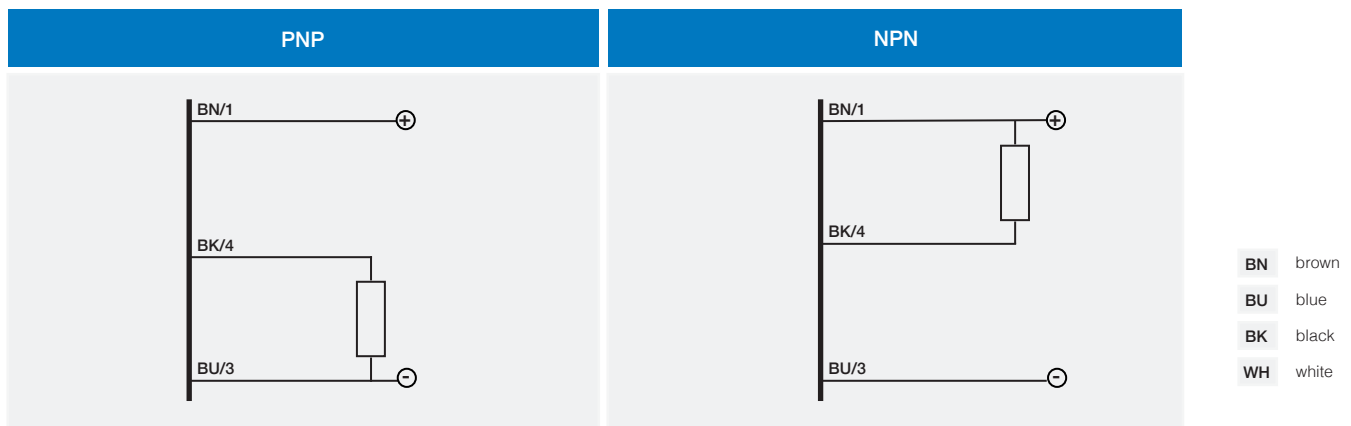 PNP
NPN
BN/1
+
BK/4
BU/3
-
BN/1
+
BK/4
BU/3
-
BN brown
BU blue
BK black
WH white